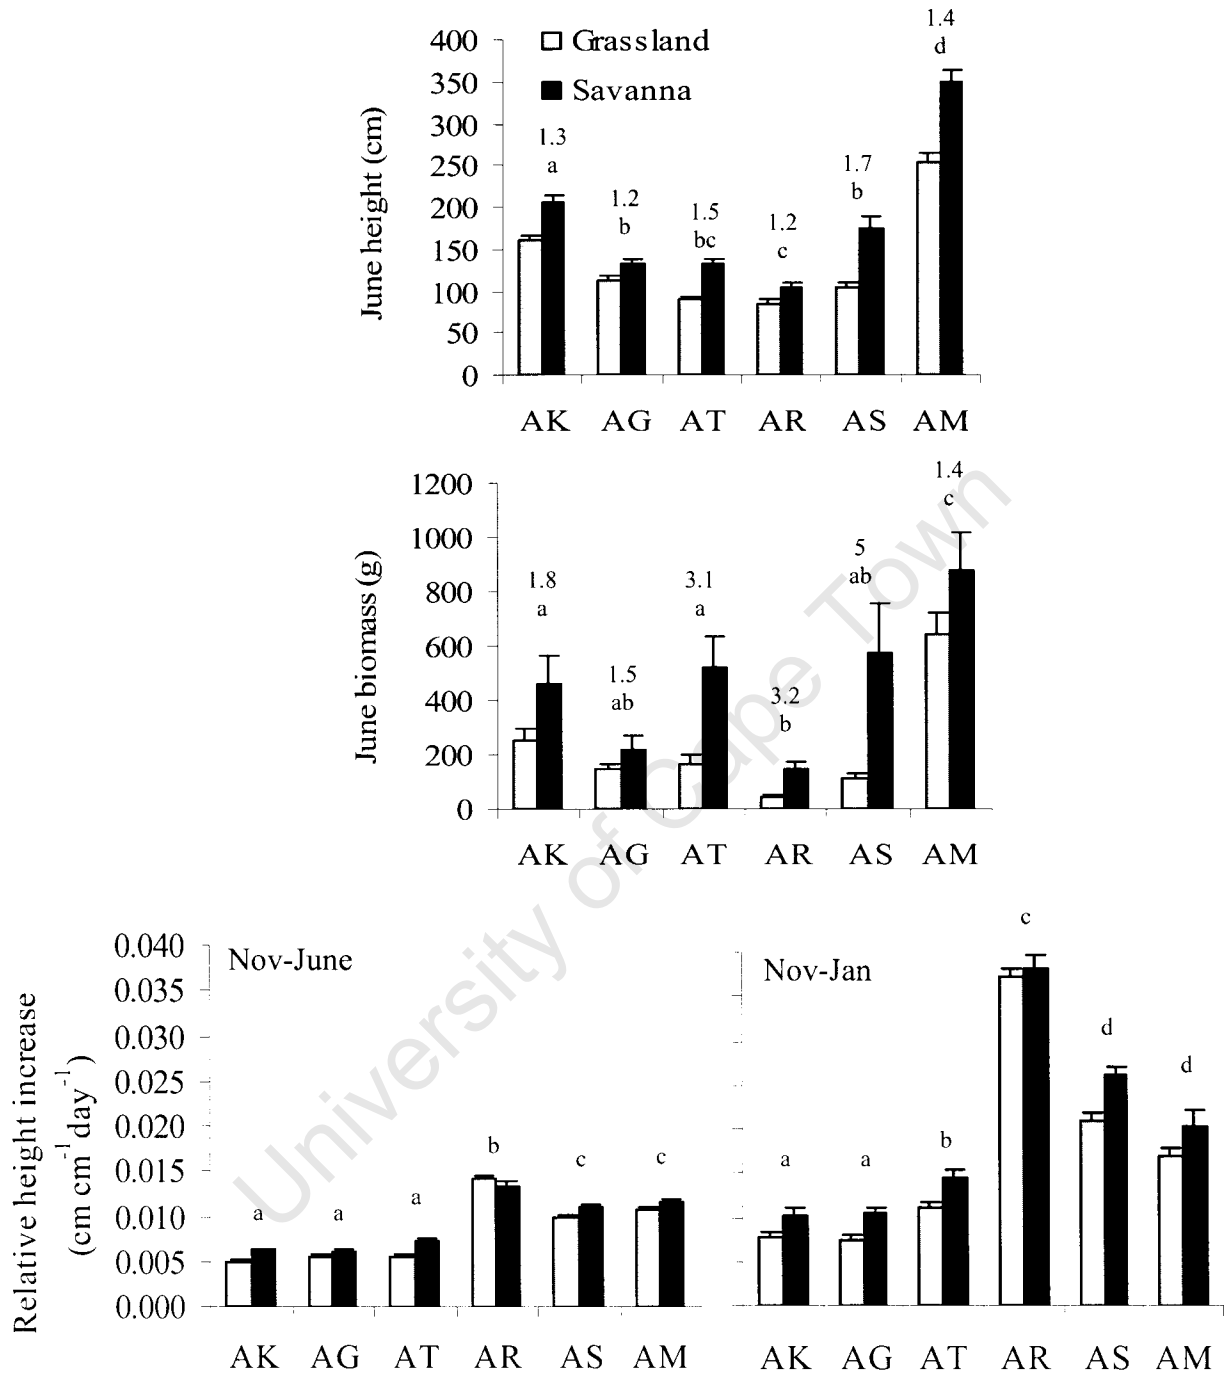 Grassland
Savanna
June height (cm)
400
350
300
250
200
150
100
50
0
1.3
a
1.2
b
1.5
bc
1.2
c
1.7
b
1.4
d
AK AG AT AR AS AM
June biomass (g)
1200
1000
800
600
400
200
0
1.8
a
1.5
ab
3.1
a
3.2
b
5
ab
1.4
c
AK AG AT AR AS AM
University of Cape Town
Relative height increase
(cm cm⁻¹ day⁻¹)
0.040
0.035
0.030
0.025
0.020
0.015
0.010
0.005
0.000
Nov-June
a a a b c c
AK AG AT AR AS AM
Nov-Jan
a a b c d d
AK AG AT AR AS AM